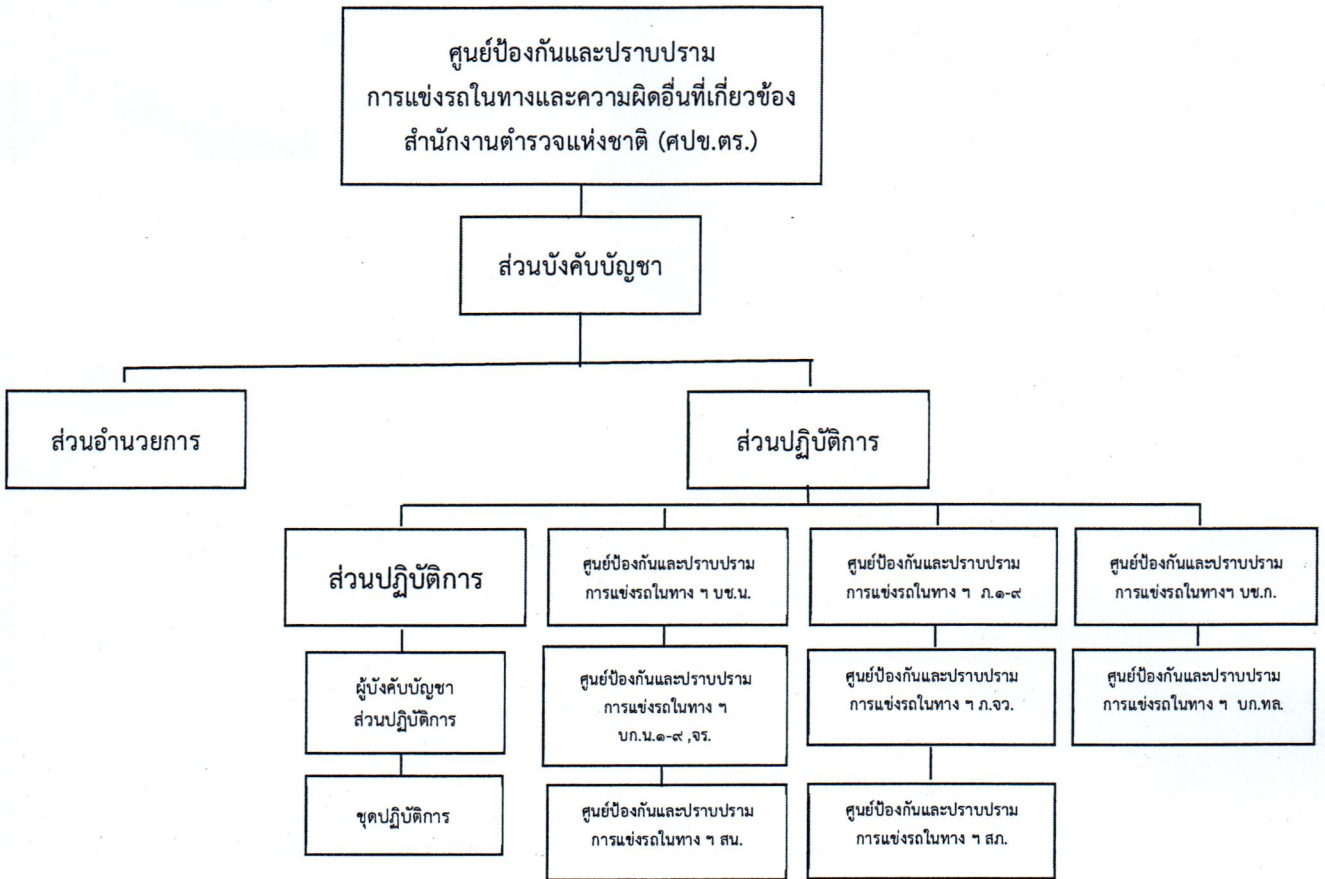 ศูนย์ป้องกันและปราบปราม
การแข่งรถในทางและความผิดอื่นที่เกี่ยวข้อง
สำนักงานตำรวจแห่งชาติ (ศปข.ตร.)
ส่วนบังคับบัญชา
ส่วนอำนวยการ
ส่วนปฏิบัติการ
ส่วนปฏิบัติการ
ศูนย์ป้องกันและปราบปราม
การแข่งรถในทาง ฯ บช.น.
ศูนย์ป้องกันและปราบปราม
การแข่งรถในทาง ฯ ภ.๑-๙
ศูนย์ป้องกันและปราบปราม
การแข่งรถในทางฯ บช.ก.
ผู้บังคับบัญชา
ส่วนปฏิบัติการ
ศูนย์ป้องกันและปราบปราม
การแข่งรถในทาง ฯ
บก.น.๑-๙ ,จร.
ศูนย์ป้องกันและปราบปราม
การแข่งรถในทาง ฯ ภ.จว.
ศูนย์ป้องกันและปราบปราม
การแข่งรถในทาง ฯ บก.ทล.
ชุดปฏิบัติการ
ศูนย์ป้องกันและปราบปราม
การแข่งรถในทาง ฯ สน.
ศูนย์ป้องกันและปราบปราม
การแข่งรถในทาง ฯ สภ.